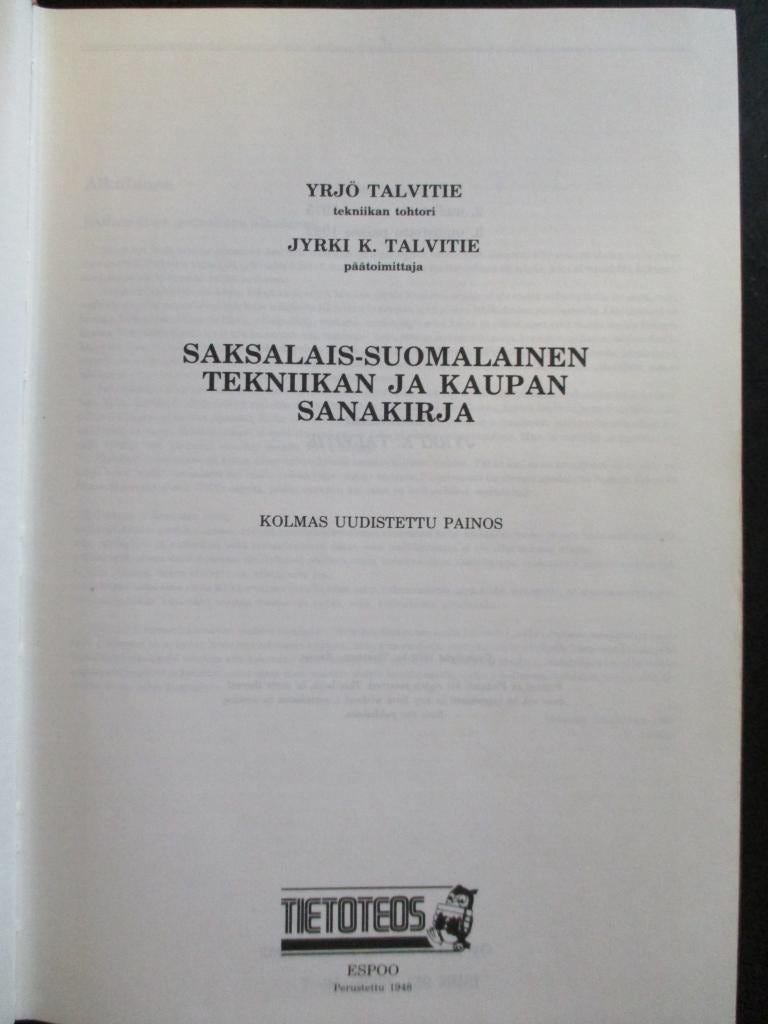 YRJÖ TALVITIE
tekniikan tohtori
JYRKI K. TALVITIE
päätoimittaja
SAKSALAIS-SUOMALAINEN
TEKNIIKAN JA KAUPAN
SANAKIRJA
KOLMAS UUDISTETTU PAINOS
TIETOTEOS
ESPOO
Perustettu 1948